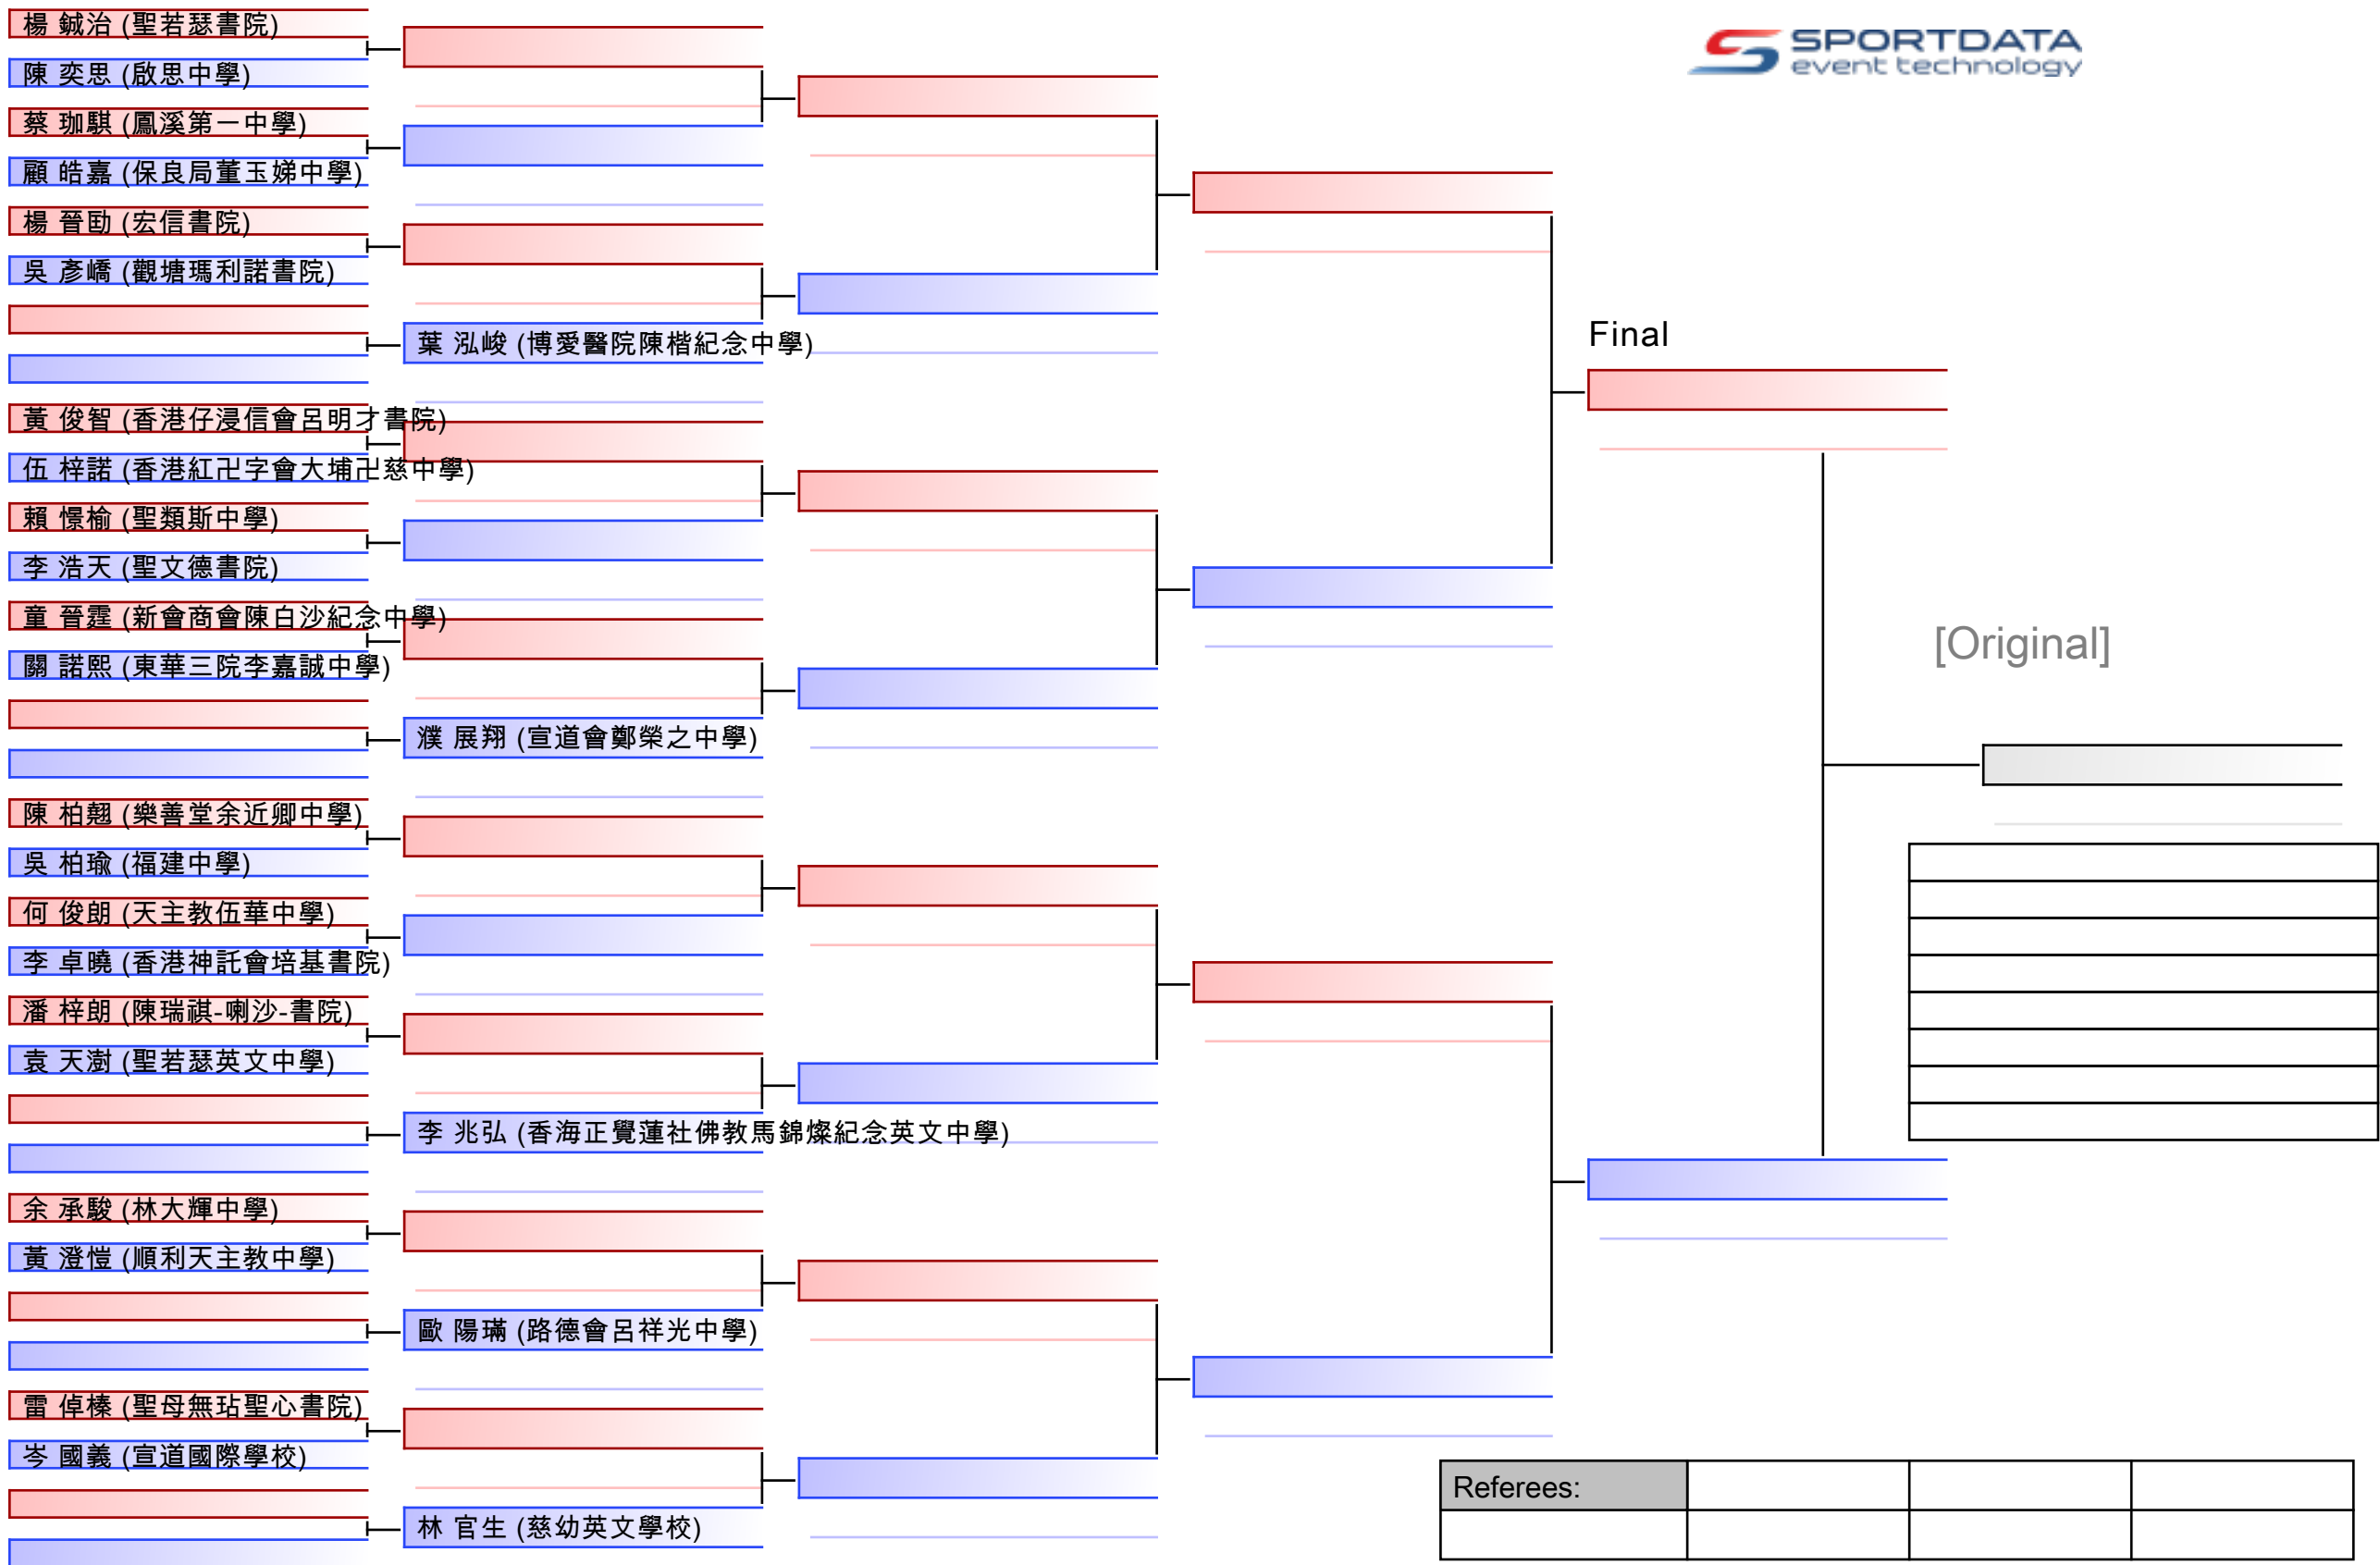 楊 鋮治 (聖若瑟書院)
陳 奕思 (啟思中學)
蔡 珈騏 (鳳溪第一中學)
顧 皓嘉 (保良局董玉娣中學)
楊 晉劻 (宏信書院)
吳 彥嶠 (觀塘瑪利諾書院)
葉 泓峻 (博愛醫院陳楷紀念中學)
黃 俊智 (香港仔浸信會呂明才書院)
伍 梓諾 (香港紅卍字會大埔卍慈中學)
賴 憬榆 (聖類斯中學)
李 浩天 (聖文德書院)
童 晉霆 (新會商會陳白沙紀念中學)
關 諾熙 (東華三院李嘉誠中學)
濮 展翔 (宣道會鄭榮之中學)
陳 柏翹 (樂善堂余近卿中學)
吳 柏瑜 (福建中學)
何 俊朗 (天主教伍華中學)
李 卓曉 (香港神託會培基書院)
潘 梓朗 (陳瑞祺-喇沙-書院)
袁 天澍 (聖若瑟英文中學)
李 兆弘 (香海正覺蓮社佛教馬錦燦紀念英文中學)
余 承駿 (林大輝中學)
黃 澄愷 (順利天主教中學)
歐 陽瑞 (路德會呂祥光中學)
雷 倬榛 (聖母無玷聖心書院)
岑 國義 (宣道國際學校)
林 官生 (慈幼英文學校)
SPORTDATA
event technology
Final
[Original]
Referees: